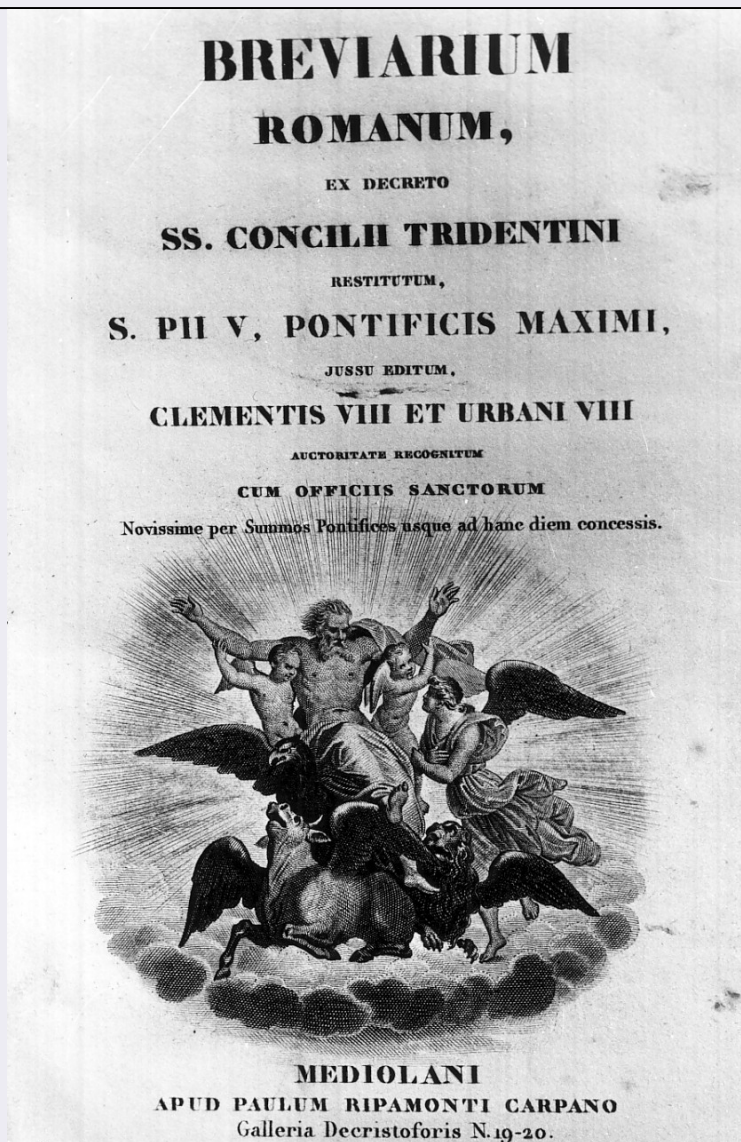 BREVIARIUM
ROMANUM,
EX DECRETO
SS. CONCILII TRIDENTINI
RESTITUTUM,
S. PII V, PONTIFICIS MAXIMI,
JUSSU EDITUM,
CLEMENTIS VIII ET URBANI VIII
AUCTORITATE RECOGNITUM
CUM OFFICIIS SANCTORUM
Novissime per Summos Pontifices usque ad hanc diem concessis.
MEDIOLANI
APUD PAULUM RIPAMONTI CARPANO
Galleria Decristoforis N. 19-20.